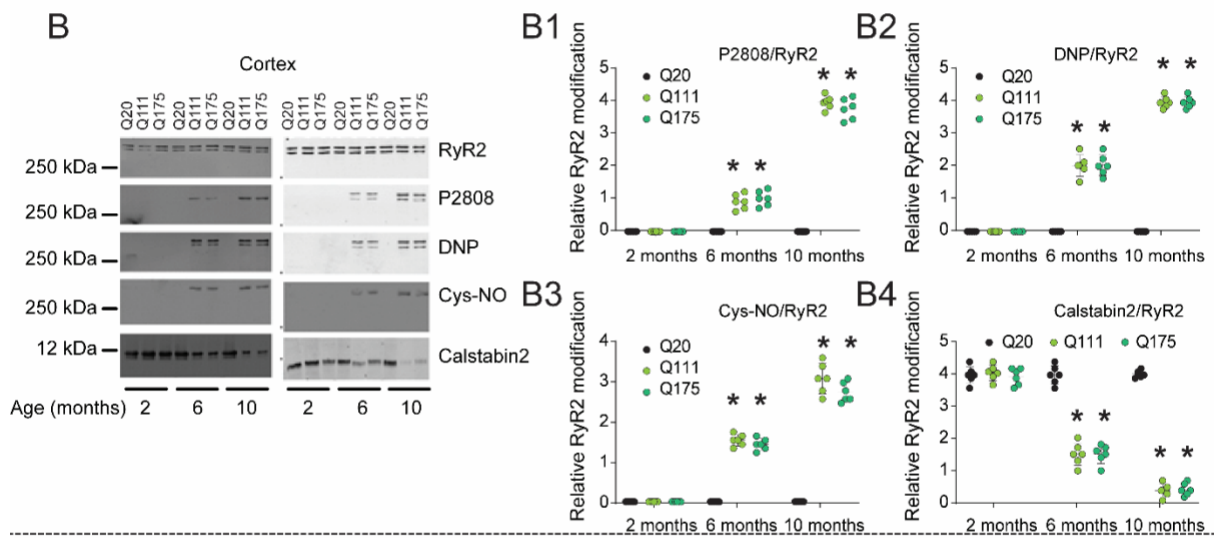 B
Cortex
Q20 Q111 Q175 Q20 Q111 Q175 Q20 Q111 Q175 Q20 Q111 Q175 Q20 Q111 Q175 Q20 Q111 Q175
250 kDa RyR2
250 kDa P2808
250 kDa DNP
250 kDa Cys-NO
12 kDa Calstabin2
Age (months) 2 6 10 2 6 10
B1
P2808/RyR2
Relative RyR2 modification
5
4
3
2
1
0
Q20
Q111
Q175
* *
* *
2 months 6 months 10 months
B2
DNP/RyR2
Relative RyR2 modification
5
4
3
2
1
0
Q20
Q111
Q175
* *
* *
2 months 6 months 10 months
B3
Cys-NO/RyR2
Relative RyR2 modification
4
3
2
1
0
Q20
Q111
Q175
* *
* *
2 months 6 months 10 months
B4
Calstabin2/RyR2
Q20 Q111 Q175
Relative RyR2 modification
5
4
3
2
1
0
* *
* *
2 months 6 months 10 months